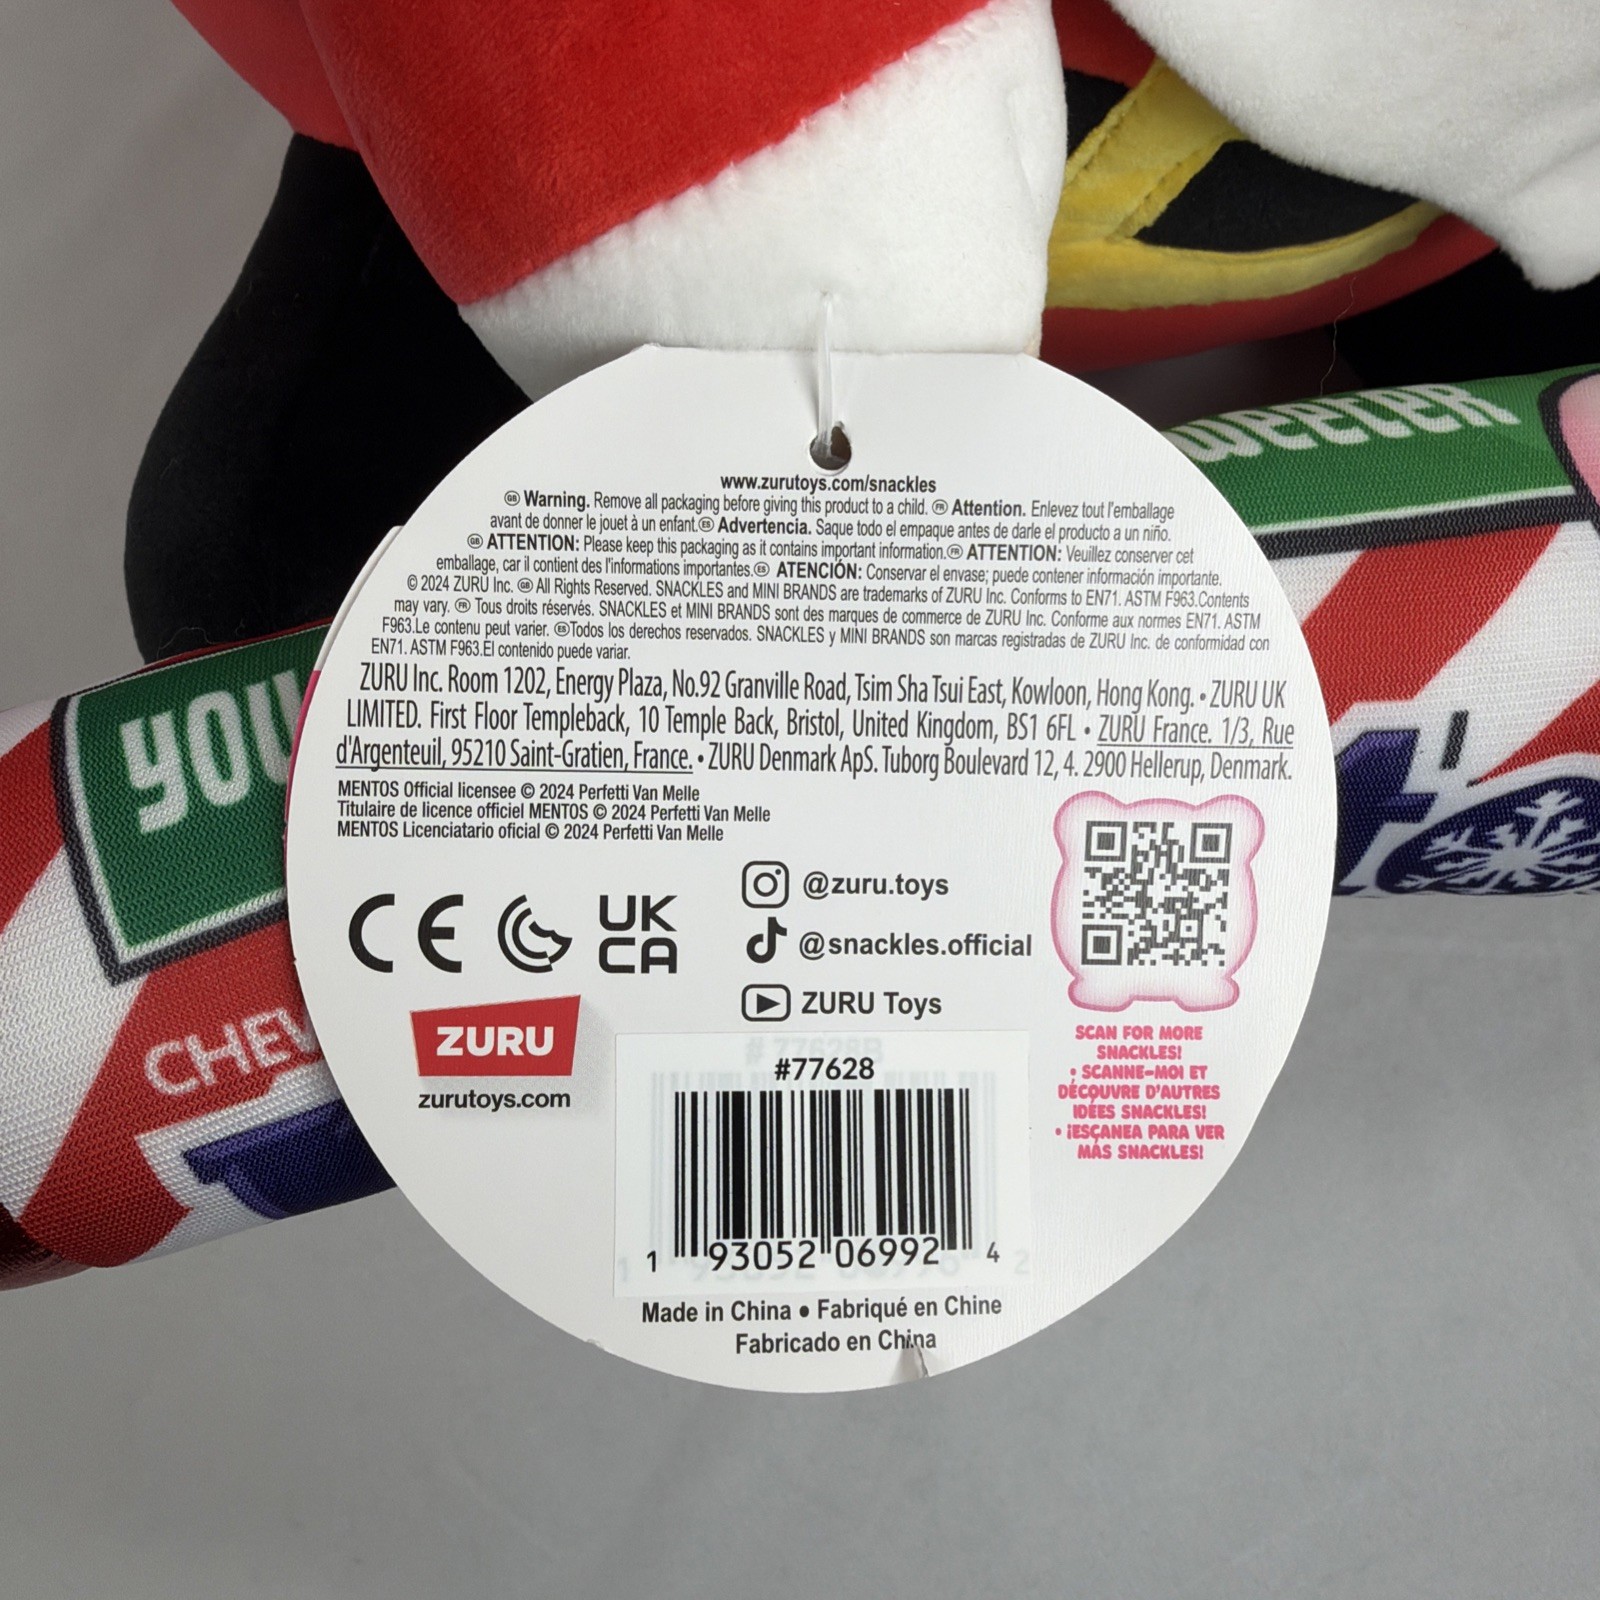 WEETER
www.zurutoys.com/snackles
GB Warning. Remove all packaging before giving this product to a child. FR Attention. Enlevez tout l'emballage
avant de donner le jouet à un enfant. ES Advertencia. Saque todo el empaque antes de darle el producto a un niño.
GB ATTENTION: Please keep this packaging as it contains important information. FR ATTENTION: Veuillez conserver cet
emballage, car il contient des l'informations importantes. ES ATENCIÓN: Conservar el envase; puede contener información importante.
© 2024 ZURU Inc. GB All Rights Reserved. SNACKLES and MINI BRANDS are trademarks of ZURU Inc. Conforms to EN71. ASTM F963.Contents
may vary. FR Tous droits réservés. SNACKLES et MINI BRANDS sont des marques de commerce de ZURU Inc. Conforme aux normes EN71. ASTM
F963.Le contenu peut varier. ES Todos los derechos reservados. SNACKLES y MINI BRANDS son marcas registradas de ZURU Inc. de conformidad con
EN71. ASTM F963.El contenido puede variar.
ZURU Inc. Room 1202, Energy Plaza, No.92 Granville Road, Tsim Sha Tsui East, Kowloon, Hong Kong. • ZURU UK
LIMITED. First Floor Templeback, 10 Temple Back, Bristol, United Kingdom, BS1 6FL • ZURU France. 1/3, Rue
d'Argenteuil, 95210 Saint-Gratien, France. • ZURU Denmark ApS. Tuborg Boulevard 12, 4. 2900 Hellerup, Denmark.
MENTOS Official licensee © 2024 Perfetti Van Melle
Titulaire de licence officiel MENTOS © 2024 Perfetti Van Melle
MENTOS Licenciatario oficial © 2024 Perfetti Van Melle
YOU
CHEW
CE
UK
CA
@zuru.toys
@snackles.official
ZURU Toys
ZURU
zurutoys.com
SCAN FOR MORE
SNACKLES!
• SCANNE-MOI ET
DÉCOUVRE D'AUTRES
IDÉES SNACKLES!
• ¡ESCANEA PARA VER
MÁS SNACKLES!
#77628
1 93052 06992 4
Made in China • Fabriqué en Chine
Fabricado en China